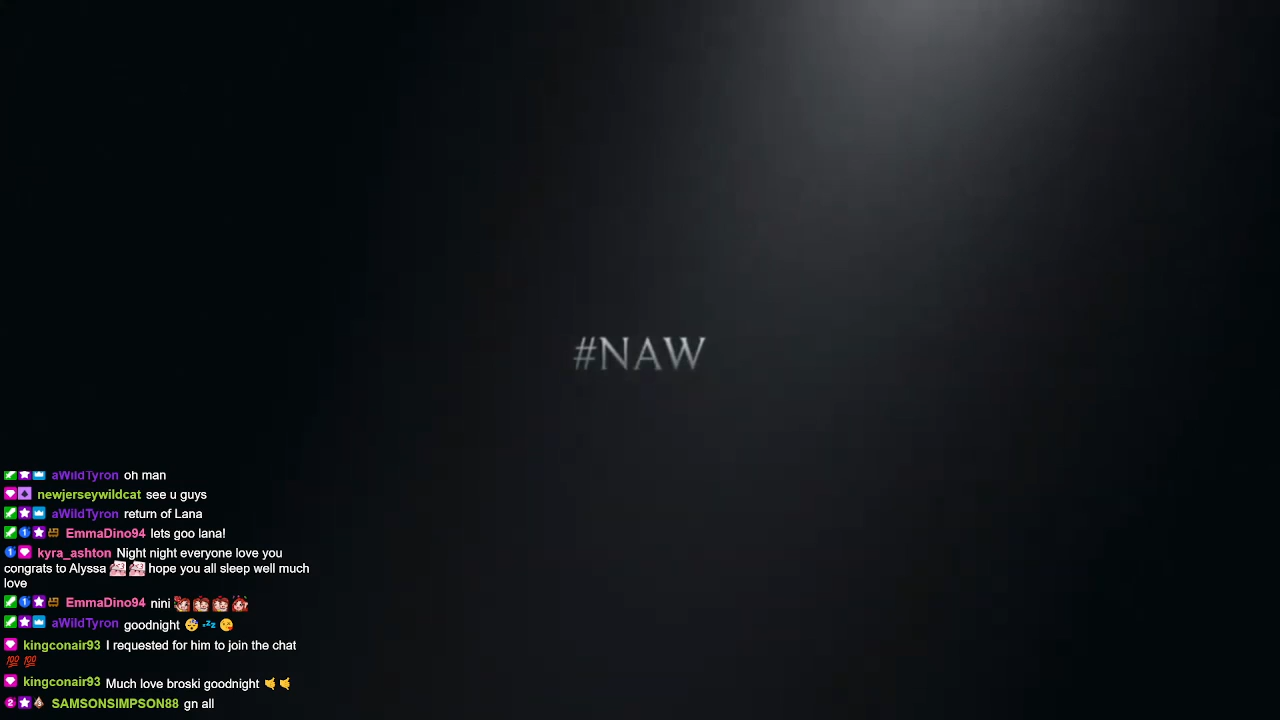 #NAW
aWildTyron oh man
newjerseywildcat see u guys
aWildTyron return of Lana
EmmaDino94 lets goo lana!
kyra_ashton Night night everyone love you
congrats to Alyssa hope you all sleep well much
love
EmmaDino94 nini
aWildTyron goodnight 😴 💤 😘
kingconair93 I requested for him to join the chat
💯 💯
kingconair93 Much love broski goodnight 🤙 🤙
SAMSONSIMPSON88 gn all